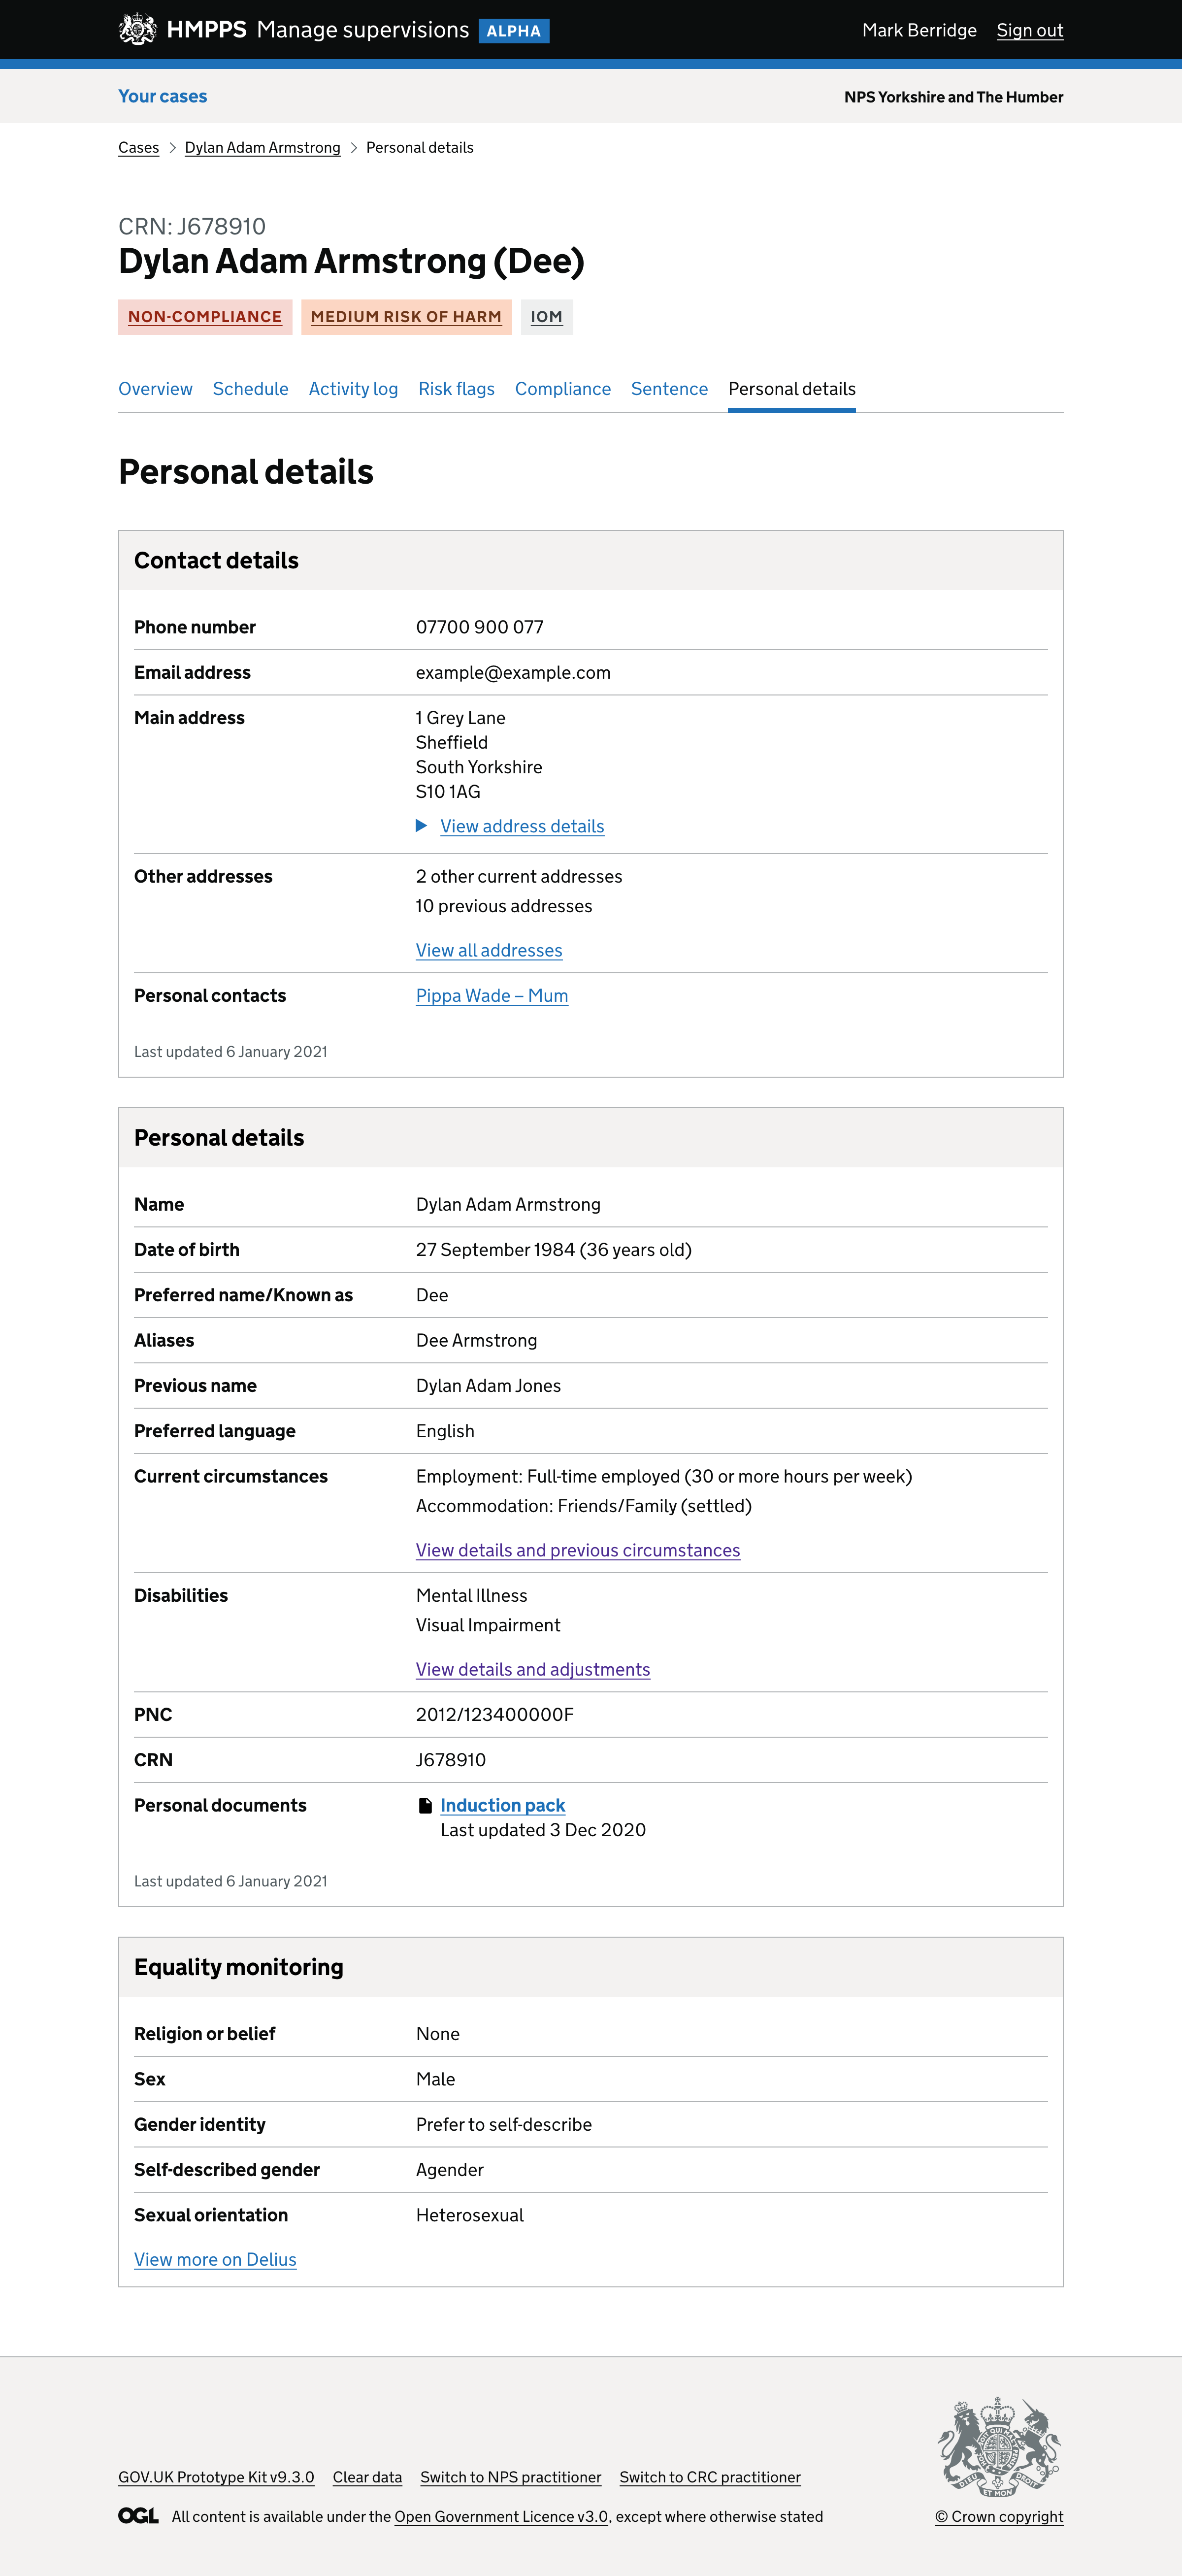 HMPPS Manage supervisions ALPHA Mark Berridge Sign out
Your cases NPS Yorkshire and The Humber
Cases Dylan Adam Armstrong Personal details
CRN: J678910
Dylan Adam Armstrong (Dee)
NON-COMPLIANCE MEDIUM RISK OF HARM IOM
Overview Schedule Activity log Risk flags Compliance Sentence Personal details
Personal details
Contact details
Phone number 07700 900 077
Email address example@example.com
Main address 1 Grey Lane
Sheffield
South Yorkshire
S10 1AG
View address details
Other addresses 2 other current addresses
10 previous addresses
View all addresses
Personal contacts Pippa Wade – Mum
Last updated 6 January 2021
Personal details
Name Dylan Adam Armstrong
Date of birth 27 September 1984 (36 years old)
Preferred name/Known as Dee
Aliases Dee Armstrong
Previous name Dylan Adam Jones
Preferred language English
Current circumstances Employment: Full-time employed (30 or more hours per week)
Accommodation: Friends/Family (settled)
View details and previous circumstances
Disabilities Mental Illness
Visual Impairment
View details and adjustments
PNC 2012/123400000F
CRN J678910
Personal documents Induction pack
Last updated 3 Dec 2020
Last updated 6 January 2021
Equality monitoring
Religion or belief None
Sex Male
Gender identity Prefer to self-describe
Self-described gender Agender
Sexual orientation Heterosexual
View more on Delius
GOV.UK Prototype Kit v9.3.0 Clear data Switch to NPS practitioner Switch to CRC practitioner
OGL All content is available under the Open Government Licence v3.0, except where otherwise stated
DIEU ET MON DROIT
© Crown copyright